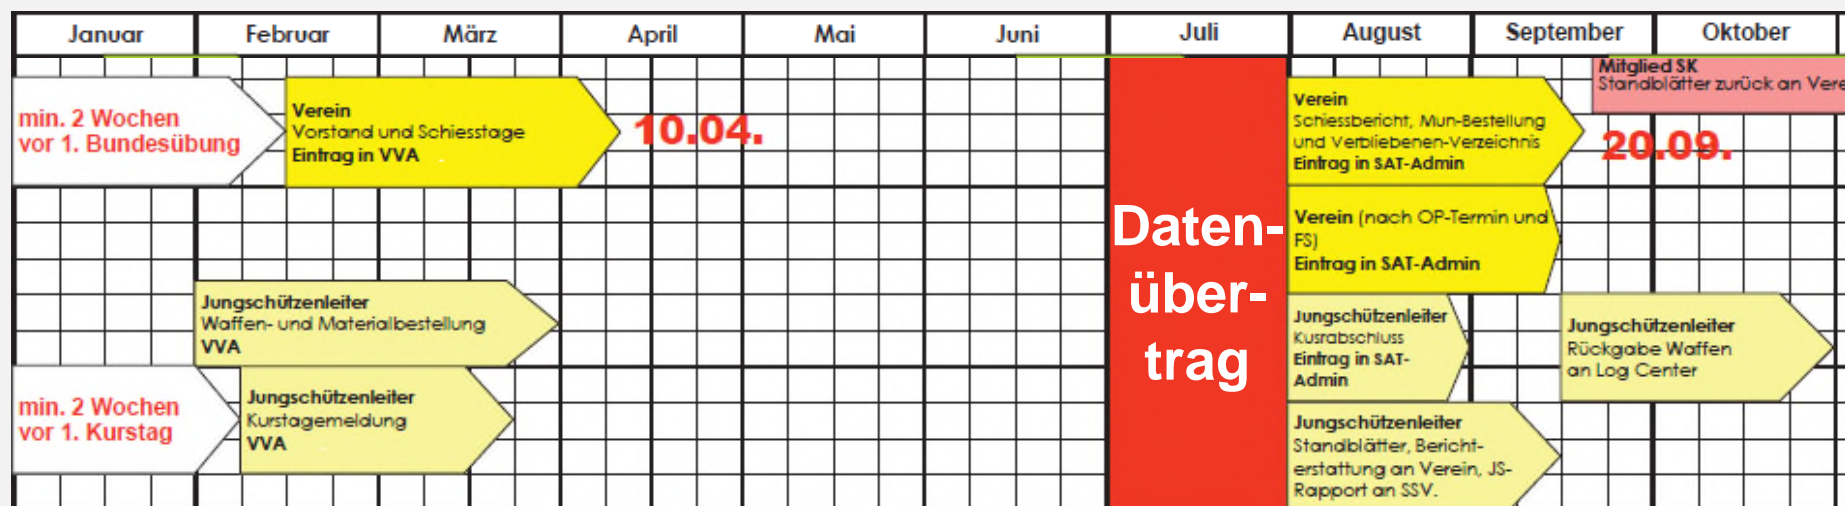 Januar
Februar
März
April
Mai
Juni
Juli
August
September
Oktober
min. 2 Wochen
vor 1. Bundesübung
Verein
Vorstand und Schiesstage
Eintrag in VVA
10.04.
Jungschützenleiter
Waffen- und Materialbestellung
VVA
min. 2 Wochen
vor 1. Kurstag
Jungschützenleiter
Kurstagemeldung
VVA
Daten-
über-
trag
Verein
Schiessbericht, Mun-Bestellung
und Verbliebenen-Verzeichnis
Eintrag in SAT-Admin
Mitglied SK
Standblätter zurück an Vere
20.09.
Verein (nach OP-Termin und
FS)
Eintrag in SAT-Admin
Jungschützenleiter
Kusrabschluss
Eintrag in SAT-
Admin
Jungschützenleiter
Rückgabe Waffen
an Log Center
Jungschützenleiter
Standblätter, Bericht-
erstattung an Verein, JS-
Rapport an SSV.